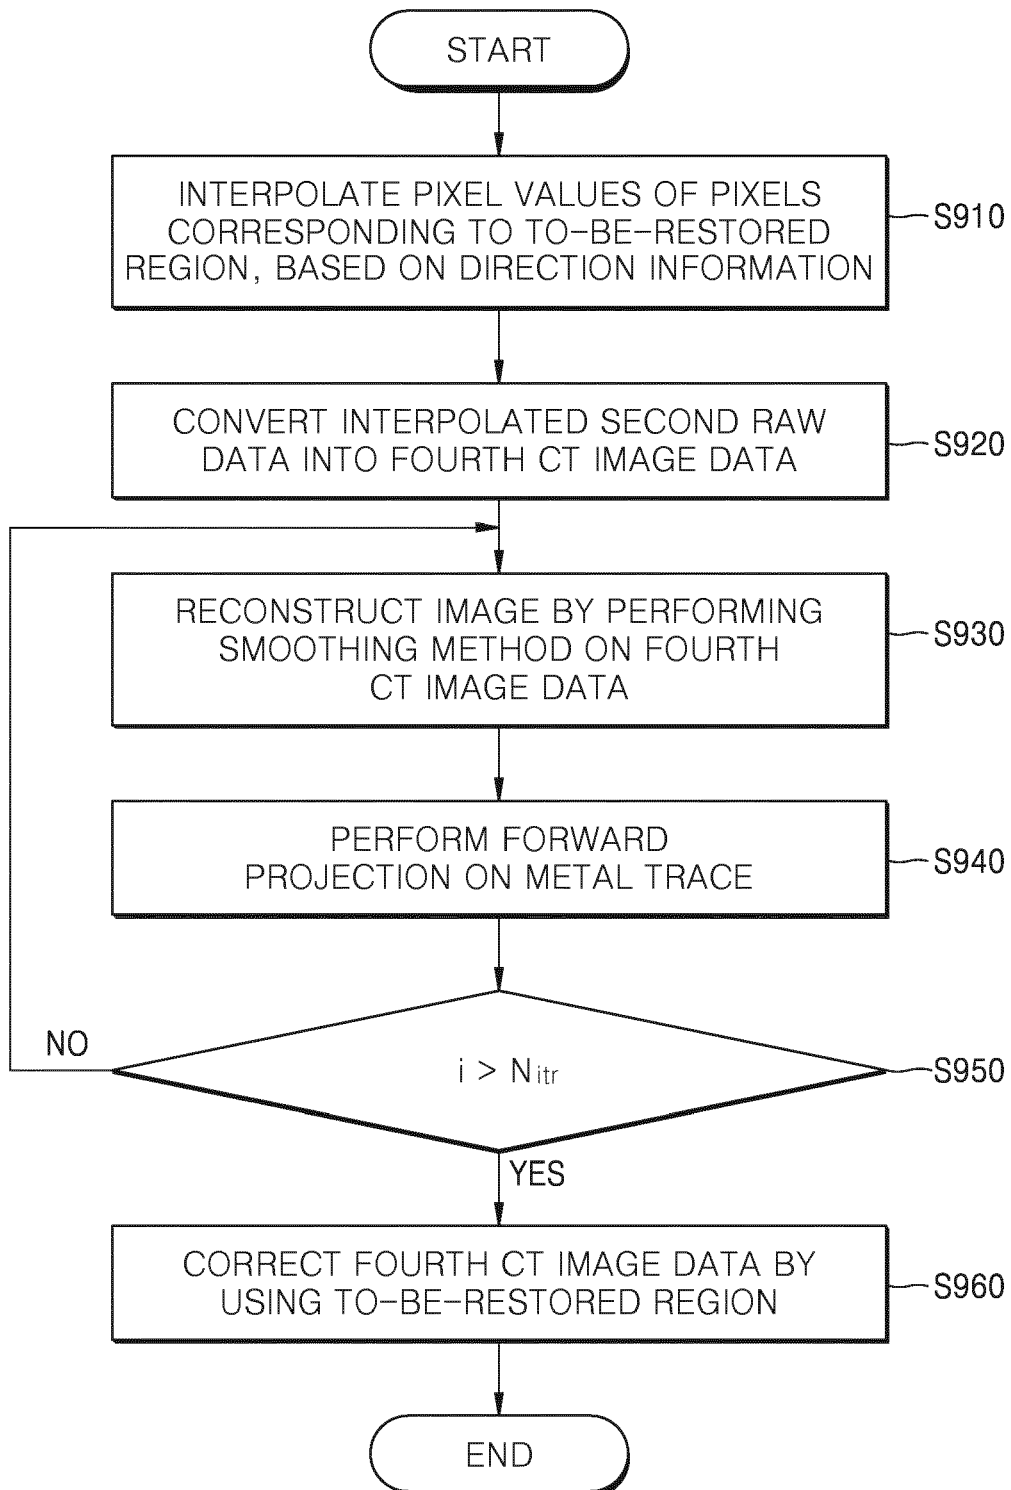 START
INTERPOLATE PIXEL VALUES OF PIXELS
CORRESPONDING TO TO-BE-RESTORED
REGION, BASED ON DIRECTION INFORMATION
S910
CONVERT INTERPOLATED SECOND RAW
DATA INTO FOURTH CT IMAGE DATA
S920
RECONSTRUCT IMAGE BY PERFORMING
SMOOTHING METHOD ON FOURTH
CT IMAGE DATA
S930
PERFORM FORWARD
PROJECTION ON METAL TRACE
S940
NO
i > Nitr
S950
YES
CORRECT FOURTH CT IMAGE DATA BY
USING TO-BE-RESTORED REGION
S960
END